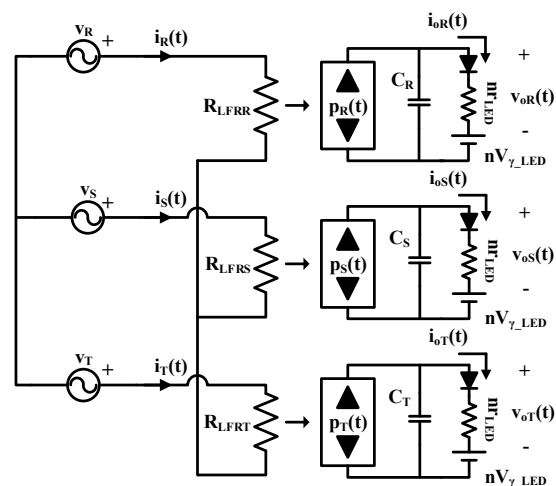 v_R + i_R(t) R_LFRR p_R(t) C_R i_oR(t) nr_LED + v_oR(t) - nV_γ_LED
v_S + i_S(t) R_LFRS p_S(t) C_S i_oS(t) nr_LED + v_oS(t) - nV_γ_LED
v_T + i_T(t) R_LFRT p_T(t) C_T i_oT(t) nr_LED + v_oT(t) - nV_γ_LED